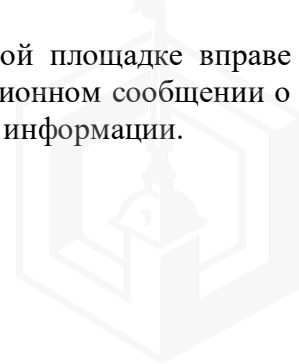 ой площадке вправе
ионном сообщении о
информации.